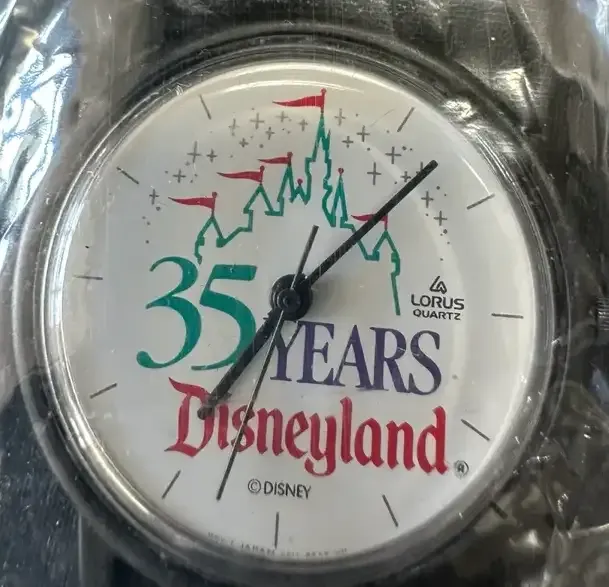 LORUS
QUARTZ
35 YEARS
Disneyland®
© DISNEY